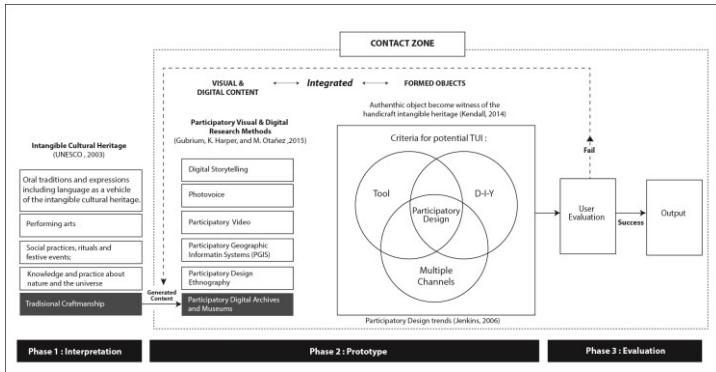 CONTACT ZONE
VISUAL &
DIGITAL CONTENT
Integrated
FORMED OBJECTS
Intangible Cultural Heritage
(UNESCO , 2003)
Oral traditions and expressions
including language as a vehicle of
the intangible cultural heritage.
Performing arts
Social practices, rituals and
festive events;
Knowledge and practice about
nature and the universe
Tradisional Craftmanship
Generated
Content
Participatory Visual & Digital
Research Methods
(Gubrium, K. Harper, and M. Otañez ,2015)
Digital Storytelling
Photovoice
Participatory Video
Participatory Geographic
Informatin Systems (PGIS)
Participatory Design
Ethnography
Participatory Digital Archives
and Museums
Authenthic object become witness of the
handicraft intangible heritage (Kendall, 2014)
Criteria for potential TUI :
Tool
D-I-Y
Participatory
Design
Multiple
Channels
Participatory Design trends (Jenkins, 2006)
Fail
User
Evaluation
Success
Output
Phase 1 : Interpretation
Phase 2 : Prototype
Phase 3 : Evaluation